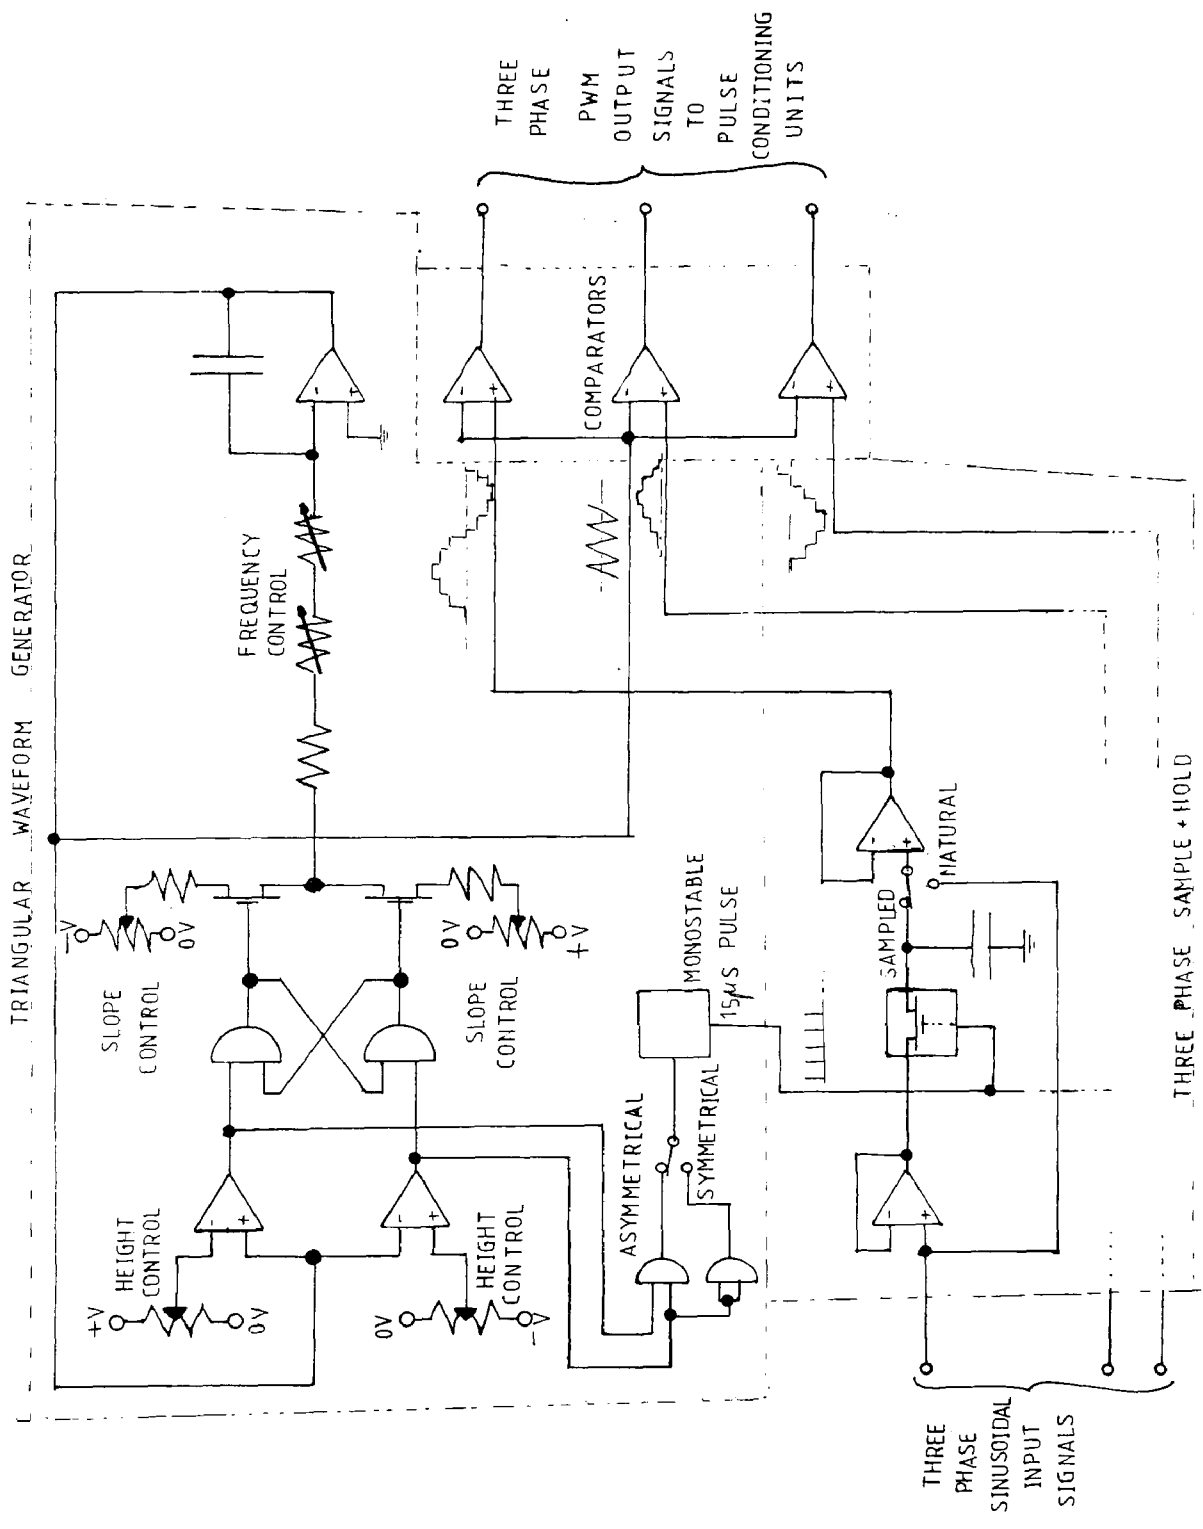 TRIANGULAR WAVEFORM GENERATOR
+V
0V
HEIGHT
CONTROL
0V
-V
HEIGHT
CONTROL
SLOPE
CONTROL
-V
0V
SLOPE
CONTROL
0V
+V
FREQUENCY
CONTROL
-
+
-
+
-
+
ASYMMETRICAL
SYMMETRICAL
MONOSTABLE
15μS PULSE
COMPARATORS
-
+
-
+
-
+
THREE
PHASE
PWM
OUTPUT
SIGNALS
TO
PULSE
CONDITIONING
UNITS
THREE
PHASE
SINUSOIDAL
INPUT
SIGNALS
-
+
SAMPLED
NATURAL
-
+
THREE PHASE SAMPLE + HOLD